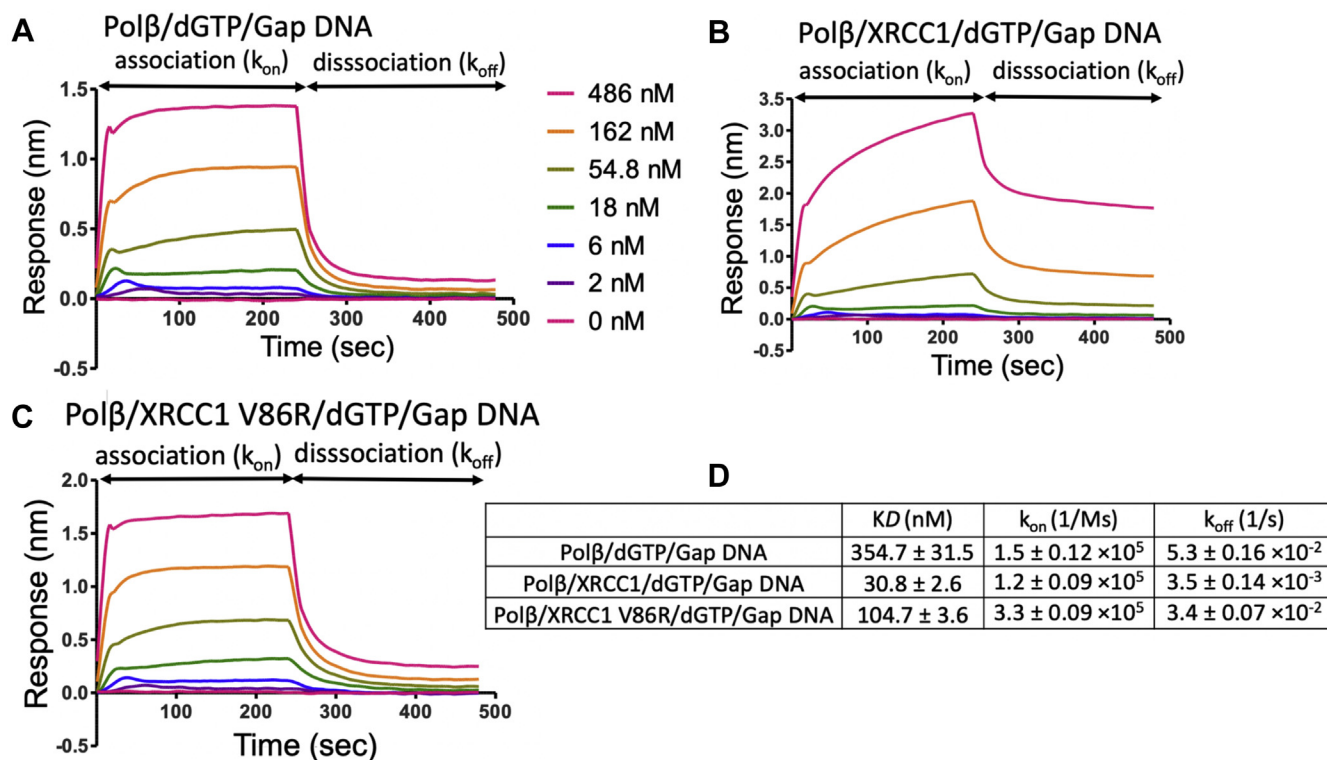 A
Polβ/dGTP/Gap DNA
association (kon)
disssociation (koff)
1.5
1.0
0.5
0.0
-0.5
100
200
300
400
500
Response (nm)
Time (sec)
486 nM
162 nM
54.8 nM
18 nM
6 nM
2 nM
0 nM
B
Polβ/XRCC1/dGTP/Gap DNA
association (kon)
disssociation (koff)
3.5
3.0
2.5
2.0
1.5
1.0
0.5
0.0
-0.5
100
200
300
400
500
Response (nm)
Time (sec)
C
Polβ/XRCC1 V86R/dGTP/Gap DNA
association (kon)
disssociation (koff)
2.0
1.5
1.0
0.5
0.0
-0.5
100
200
300
400
500
Response (nm)
Time (sec)
D
KD (nM) kon (1/Ms) koff (1/s)
Polβ/dGTP/Gap DNA 354.7 ± 31.5 1.5 ± 0.12 ×10⁵ 5.3 ± 0.16 ×10⁻²
Polβ/XRCC1/dGTP/Gap DNA 30.8 ± 2.6 1.2 ± 0.09 ×10⁵ 3.5 ± 0.14 ×10⁻³
Polβ/XRCC1 V86R/dGTP/Gap DNA 104.7 ± 3.6 3.3 ± 0.09 ×10⁵ 3.4 ± 0.07 ×10⁻²